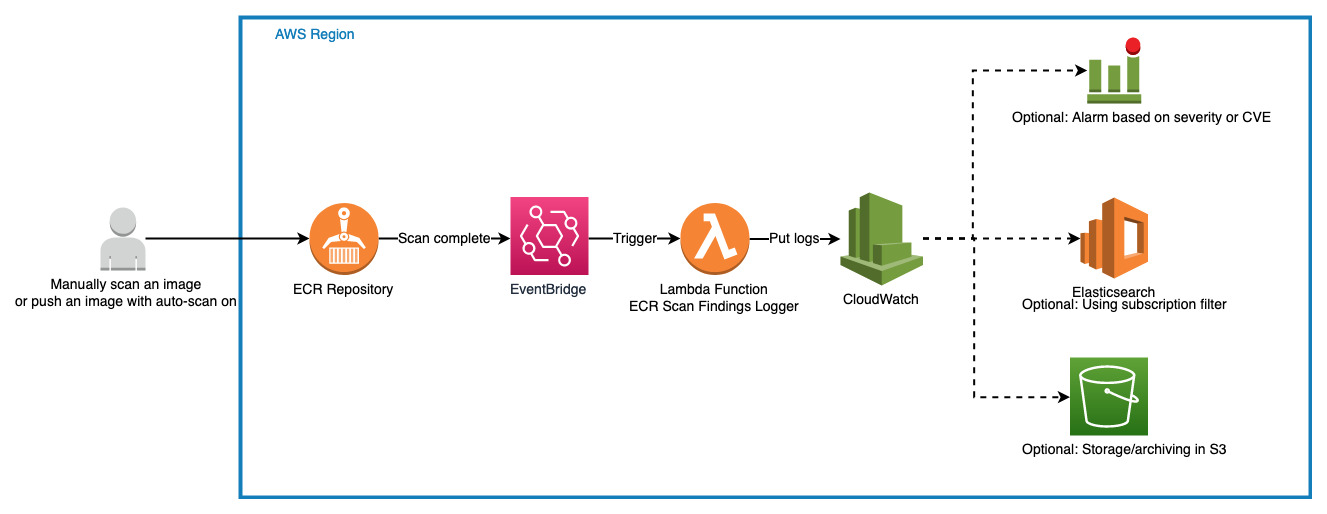 AWS Region
Optional: Alarm based on severity or CVE
Scan complete
Trigger
Put logs
Manually scan an image
or push an image with auto-scan on
ECR Repository
EventBridge
Lambda Function
ECR Scan Findings Logger
CloudWatch
Elasticsearch
Optional: Using subscription filter
Optional: Storage/archiving in S3